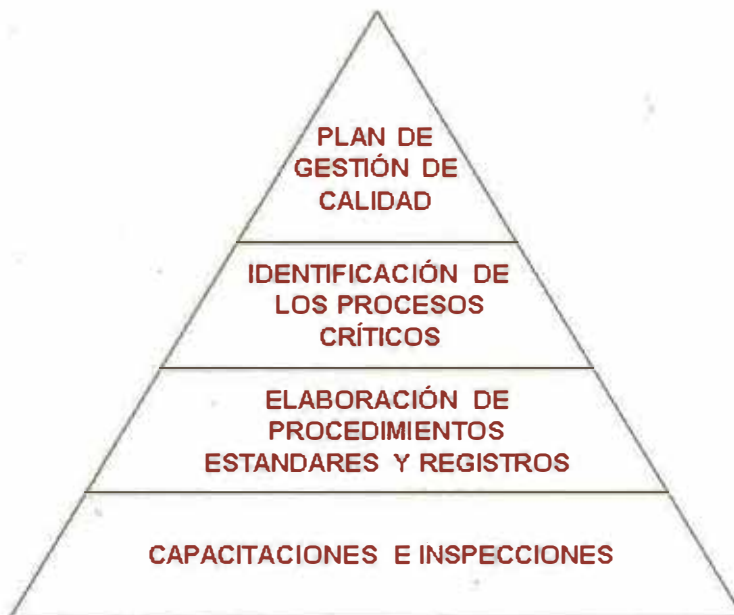 PLAN DE
GESTIÓN DE
CALIDAD
IDENTIFICACIÓN DE
LOS PROCESOS
CRÍTICOS
ELABORACIÓN DE
PROCEDIMIENTOS
ESTANDARES Y REGISTROS
CAPACITACIONES E INSPECCIONES